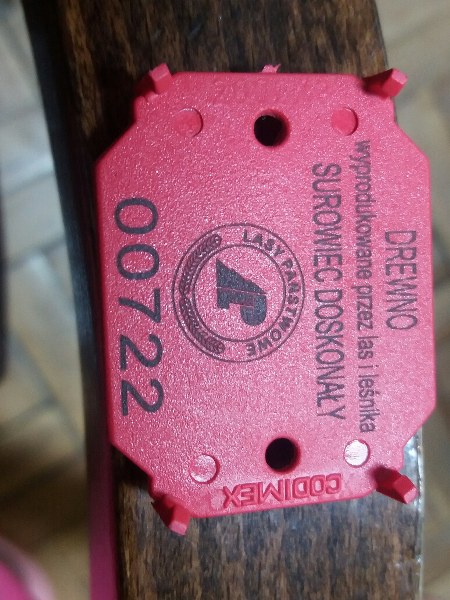 DREWNO
wyprodukowane przez las i leśnika
SUROWIEC DOSKONAŁY
LASY PAŃSTWOWE
00722
CODIMEX